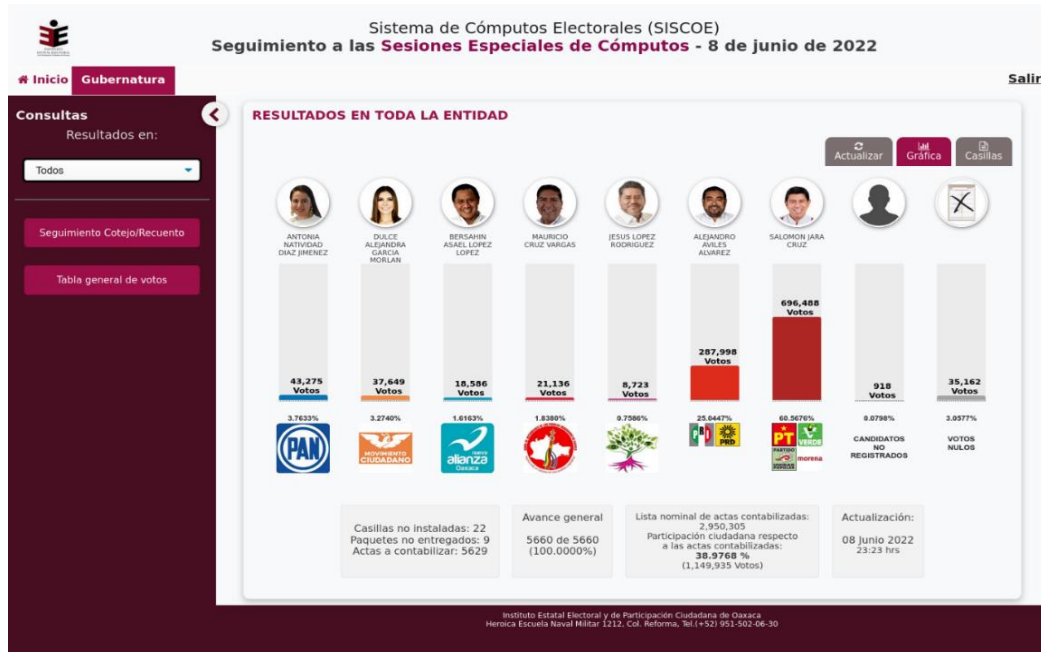 Sistema de Cómputos Electorales (SISCOE)
Seguimiento a las Sesiones Especiales de Cómputos - 8 de junio de 2022
Inicio
Gubernatura
Salir
Consultas
Resultados en:
Todos
Seguimiento Cotejo/Recuento
Tabla general de votos
RESULTADOS EN TODA LA ENTIDAD
Actualizar
Gráfica
Casillas
ANTONIA
NATIVIDAD
DIAZ JIMENEZ
DULCE
ALEJANDRA
GARCIA
MORLAN
BERSAHIN
ASAEL LOPEZ
LOPEZ
MAURICIO
CRUZ VARGAS
JESUS LOPEZ
RODRIGUEZ
ALEJANDRO
AVILES
ALVAREZ
SALOMON JARA
CRUZ
43,275
Votos
37,649
Votos
18,586
Votos
21,136
Votos
8,723
Votos
287,998
Votos
696,488
Votos
918
Votos
35,162
Votos
3.7633%
3.2740%
1.6163%
1.8380%
0.7586%
25.0447%
60.5676%
0.0798%
3.0577%
PAN
MOVIMIENTO
CIUDADANO
nueva
alianza
Oaxaca
PRI
PRD
PT
VERDE
PARTIDO
morena
CANDIDATOS
NO
REGISTRADOS
VOTOS
NULOS
Casillas no instaladas: 22
Paquetes no entregados: 9
Actas a contabilizar: 5629
Avance general
5660 de 5660
(100.0000%)
Lista nominal de actas contabilizadas:
2,950,305
Participación ciudadana respecto
a las actas contabilizadas:
38.9768 %
(1,149,935 Votos)
Actualización:
08 Junio 2022
23:23 hrs
Instituto Estatal Electoral y de Participación Ciudadana de Oaxaca
Heroica Escuela Naval Militar 1212, Col. Reforma, Tel.(+52) 951-502-06-30